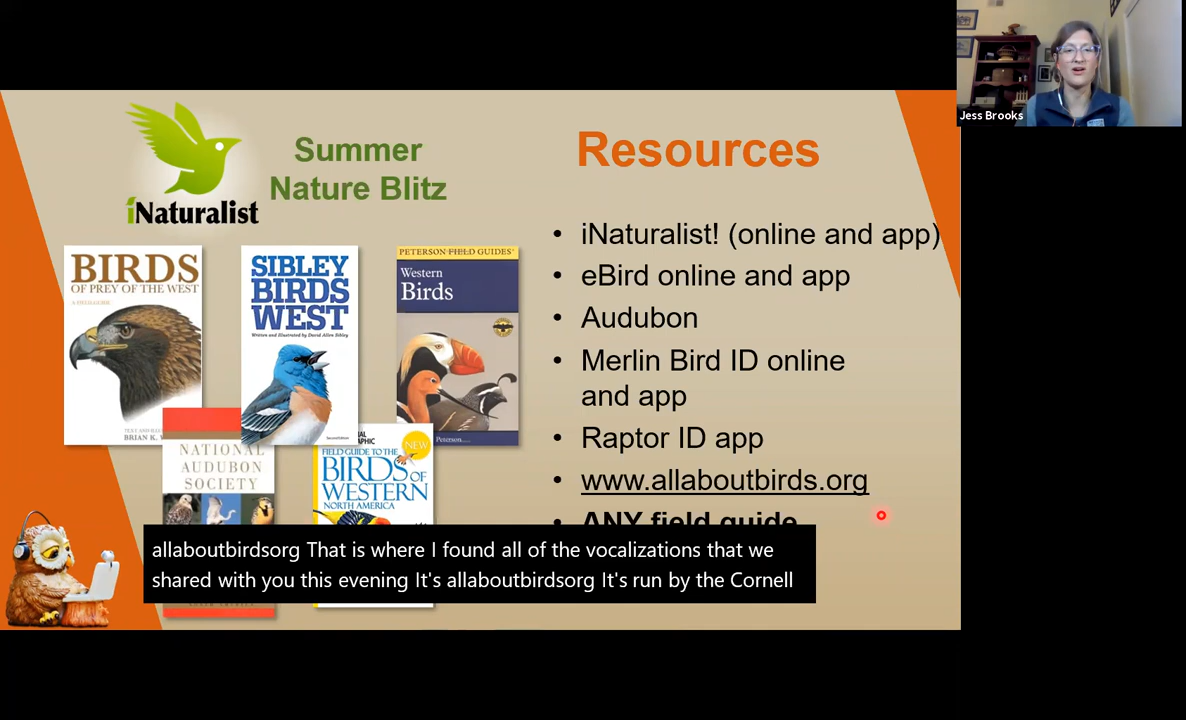 Jess Brooks
iNaturalist
Summer
Nature Blitz
Resources
• iNaturalist! (online and app)
• eBird online and app
• Audubon
• Merlin Bird ID online
and app
• Raptor ID app
• www.allaboutbirds.org
• ANY field guide
BIRDS
OF PREY OF THE WEST
A FIELD GUIDE
BRIAN K.
SIBLEY
BIRDS
WEST
Written and Illustrated by David Allen Sibley
Second Edition
PETERSON FIELD GUIDES
Western
Birds
Peterson
NATIONAL
AUDUBON
SOCIETY
NEW
FIELD GUIDE TO THE
BIRDS OF
WESTERN
NORTH AMERICA
allaboutbirdsorg That is where I found all of the vocalizations that we
shared with you this evening It's allaboutbirdsorg It's run by the Cornell